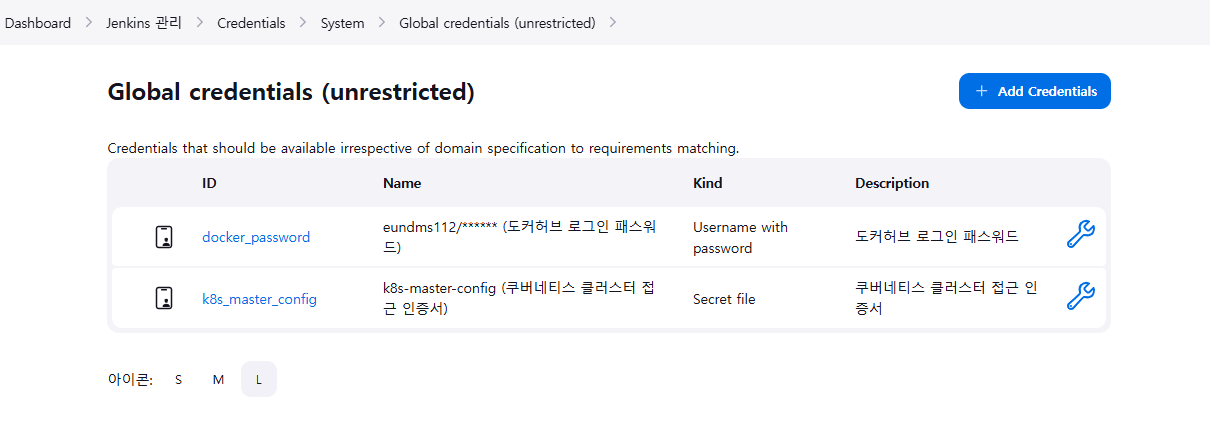 Dashboard > Jenkins 관리 > Credentials > System > Global credentials (unrestricted) >
Global credentials (unrestricted)
+ Add Credentials
Credentials that should be available irrespective of domain specification to requirements matching.
ID Name Kind Description
docker_password
eundms112/****** (도커허브 로그인 패스워
드)
Username with
password
도커허브 로그인 패스워드
k8s_master_config
k8s-master-config (쿠버네티스 클러스터 접
근 인증서)
Secret file
쿠버네티스 클러스터 접근 인
증서
아이콘: S M L